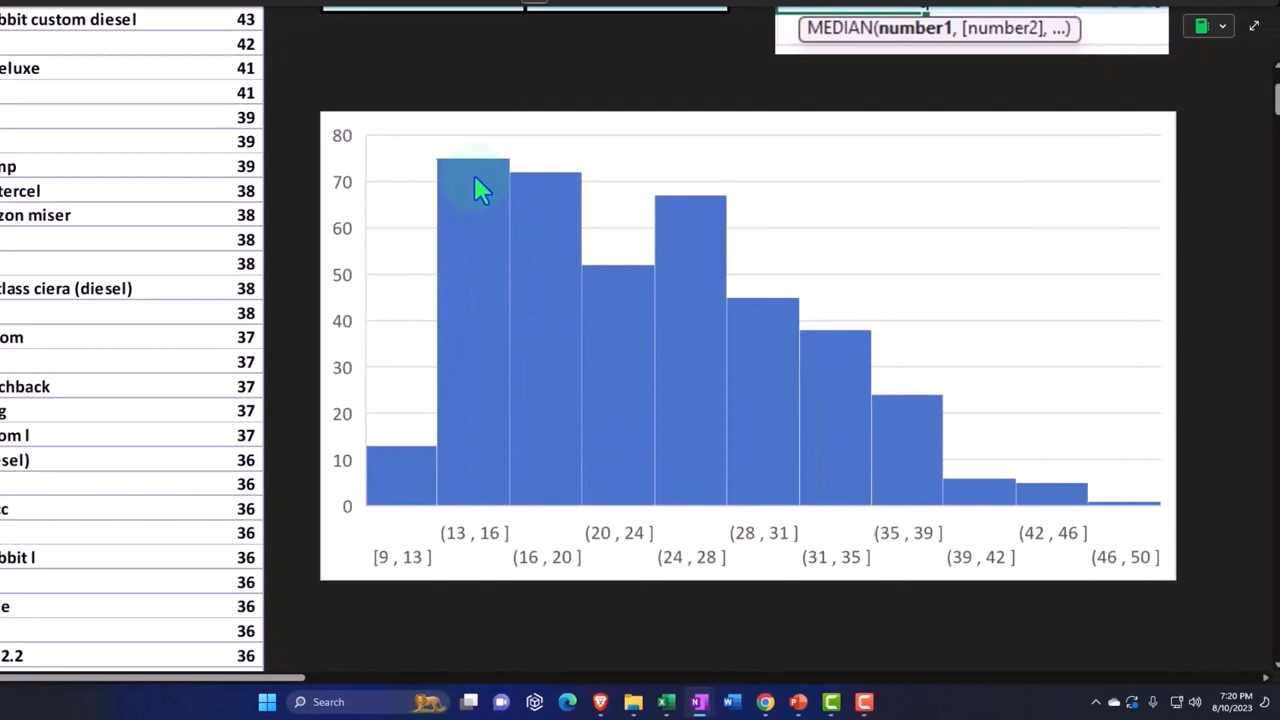 bbit custom diesel 43
42
eluxe 41
41
39
39
mp 39
tercel 38
zon miser 38
38
38
class ciera (diesel) 38
38
om 37
37
chback 37
g 37
om l 37
esel) 36
36
cc 36
36
bbit l 36
36
e 36
36
2.2 36
MEDIAN(number1, [number2], ...)
80
70
60
50
40
30
20
10
0
(13 , 16 ] (20 , 24 ] (28 , 31 ] (35 , 39 ] (42 , 46 ]
[9 , 13 ] (16 , 20 ] (24 , 28 ] (31 , 35 ] (39 , 42 ] (46 , 50 ]
Search
7:20 PM
8/10/2023